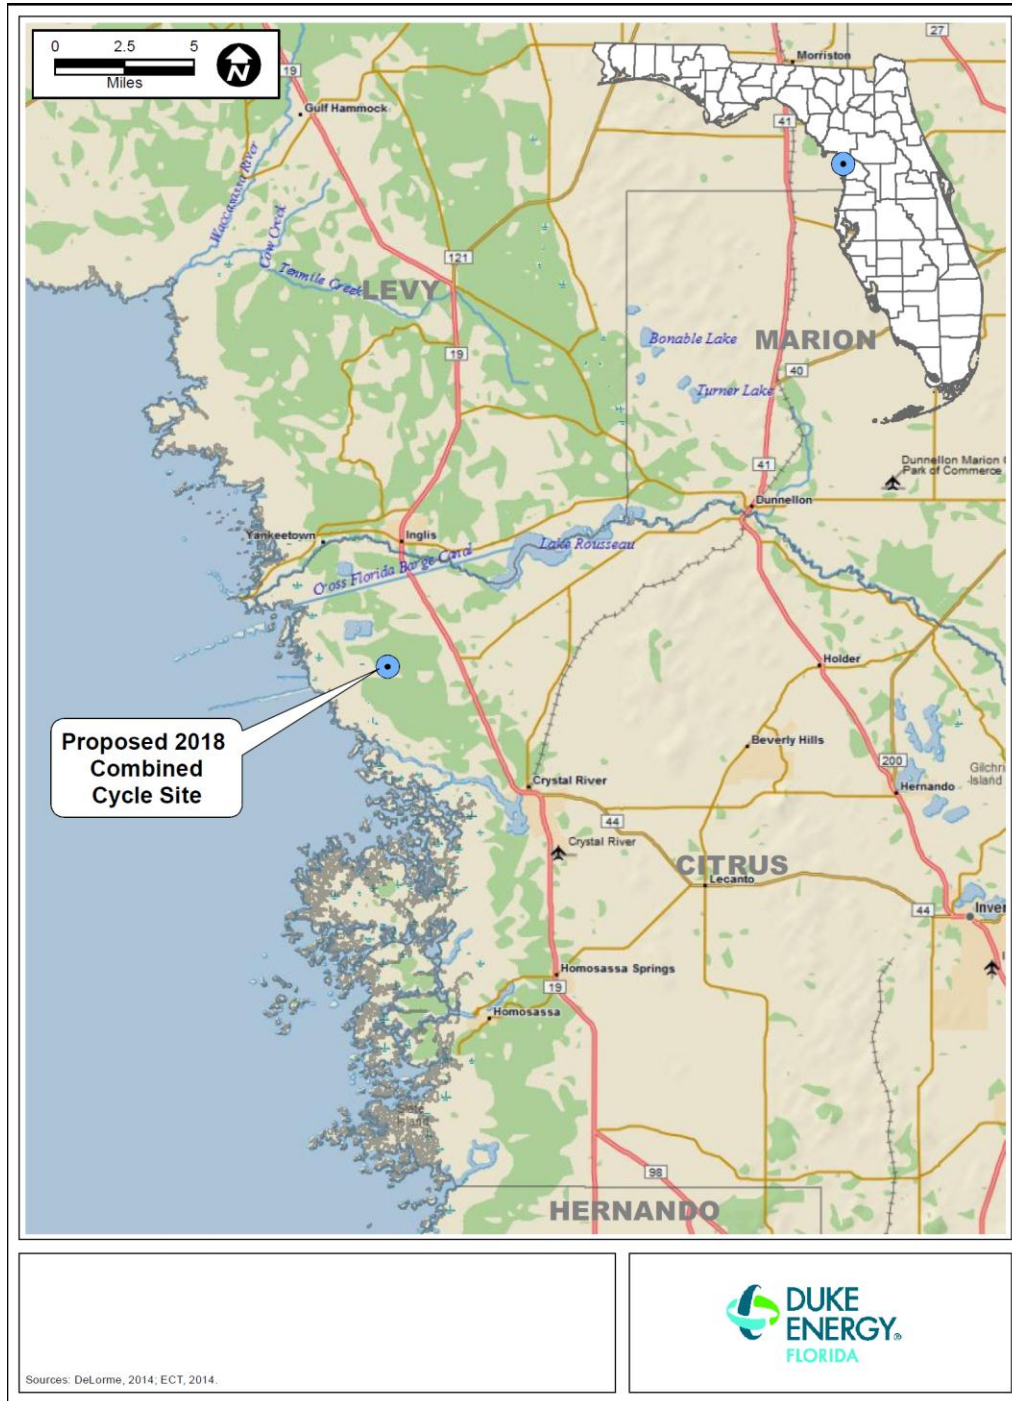 0 2.5 5
Miles
N
19
27
Morriston
Gulf Hammock
41
Waccasassa River
Cow Creek
Tenmile Creek
121
LEVY
Bonable Lake
MARION
19
40
Turner Lake
41
Dunnellon Marion
Park of Commerce
Dunnellon
Yankeetown
Inglis
Lake Rousseau
Cross Florida Barge Canal
Holder
Proposed 2018
Combined
Cycle Site
Beverly Hills
200
Gilchri
Island
Crystal River
Hernando
44
Crystal River
CITRUS
Lecanto
44
Inver
Homosassa Springs
19
Homosassa
98
HERNANDO
Sources: DeLorme, 2014; ECT, 2014.
DUKE
ENERGY®
FLORIDA